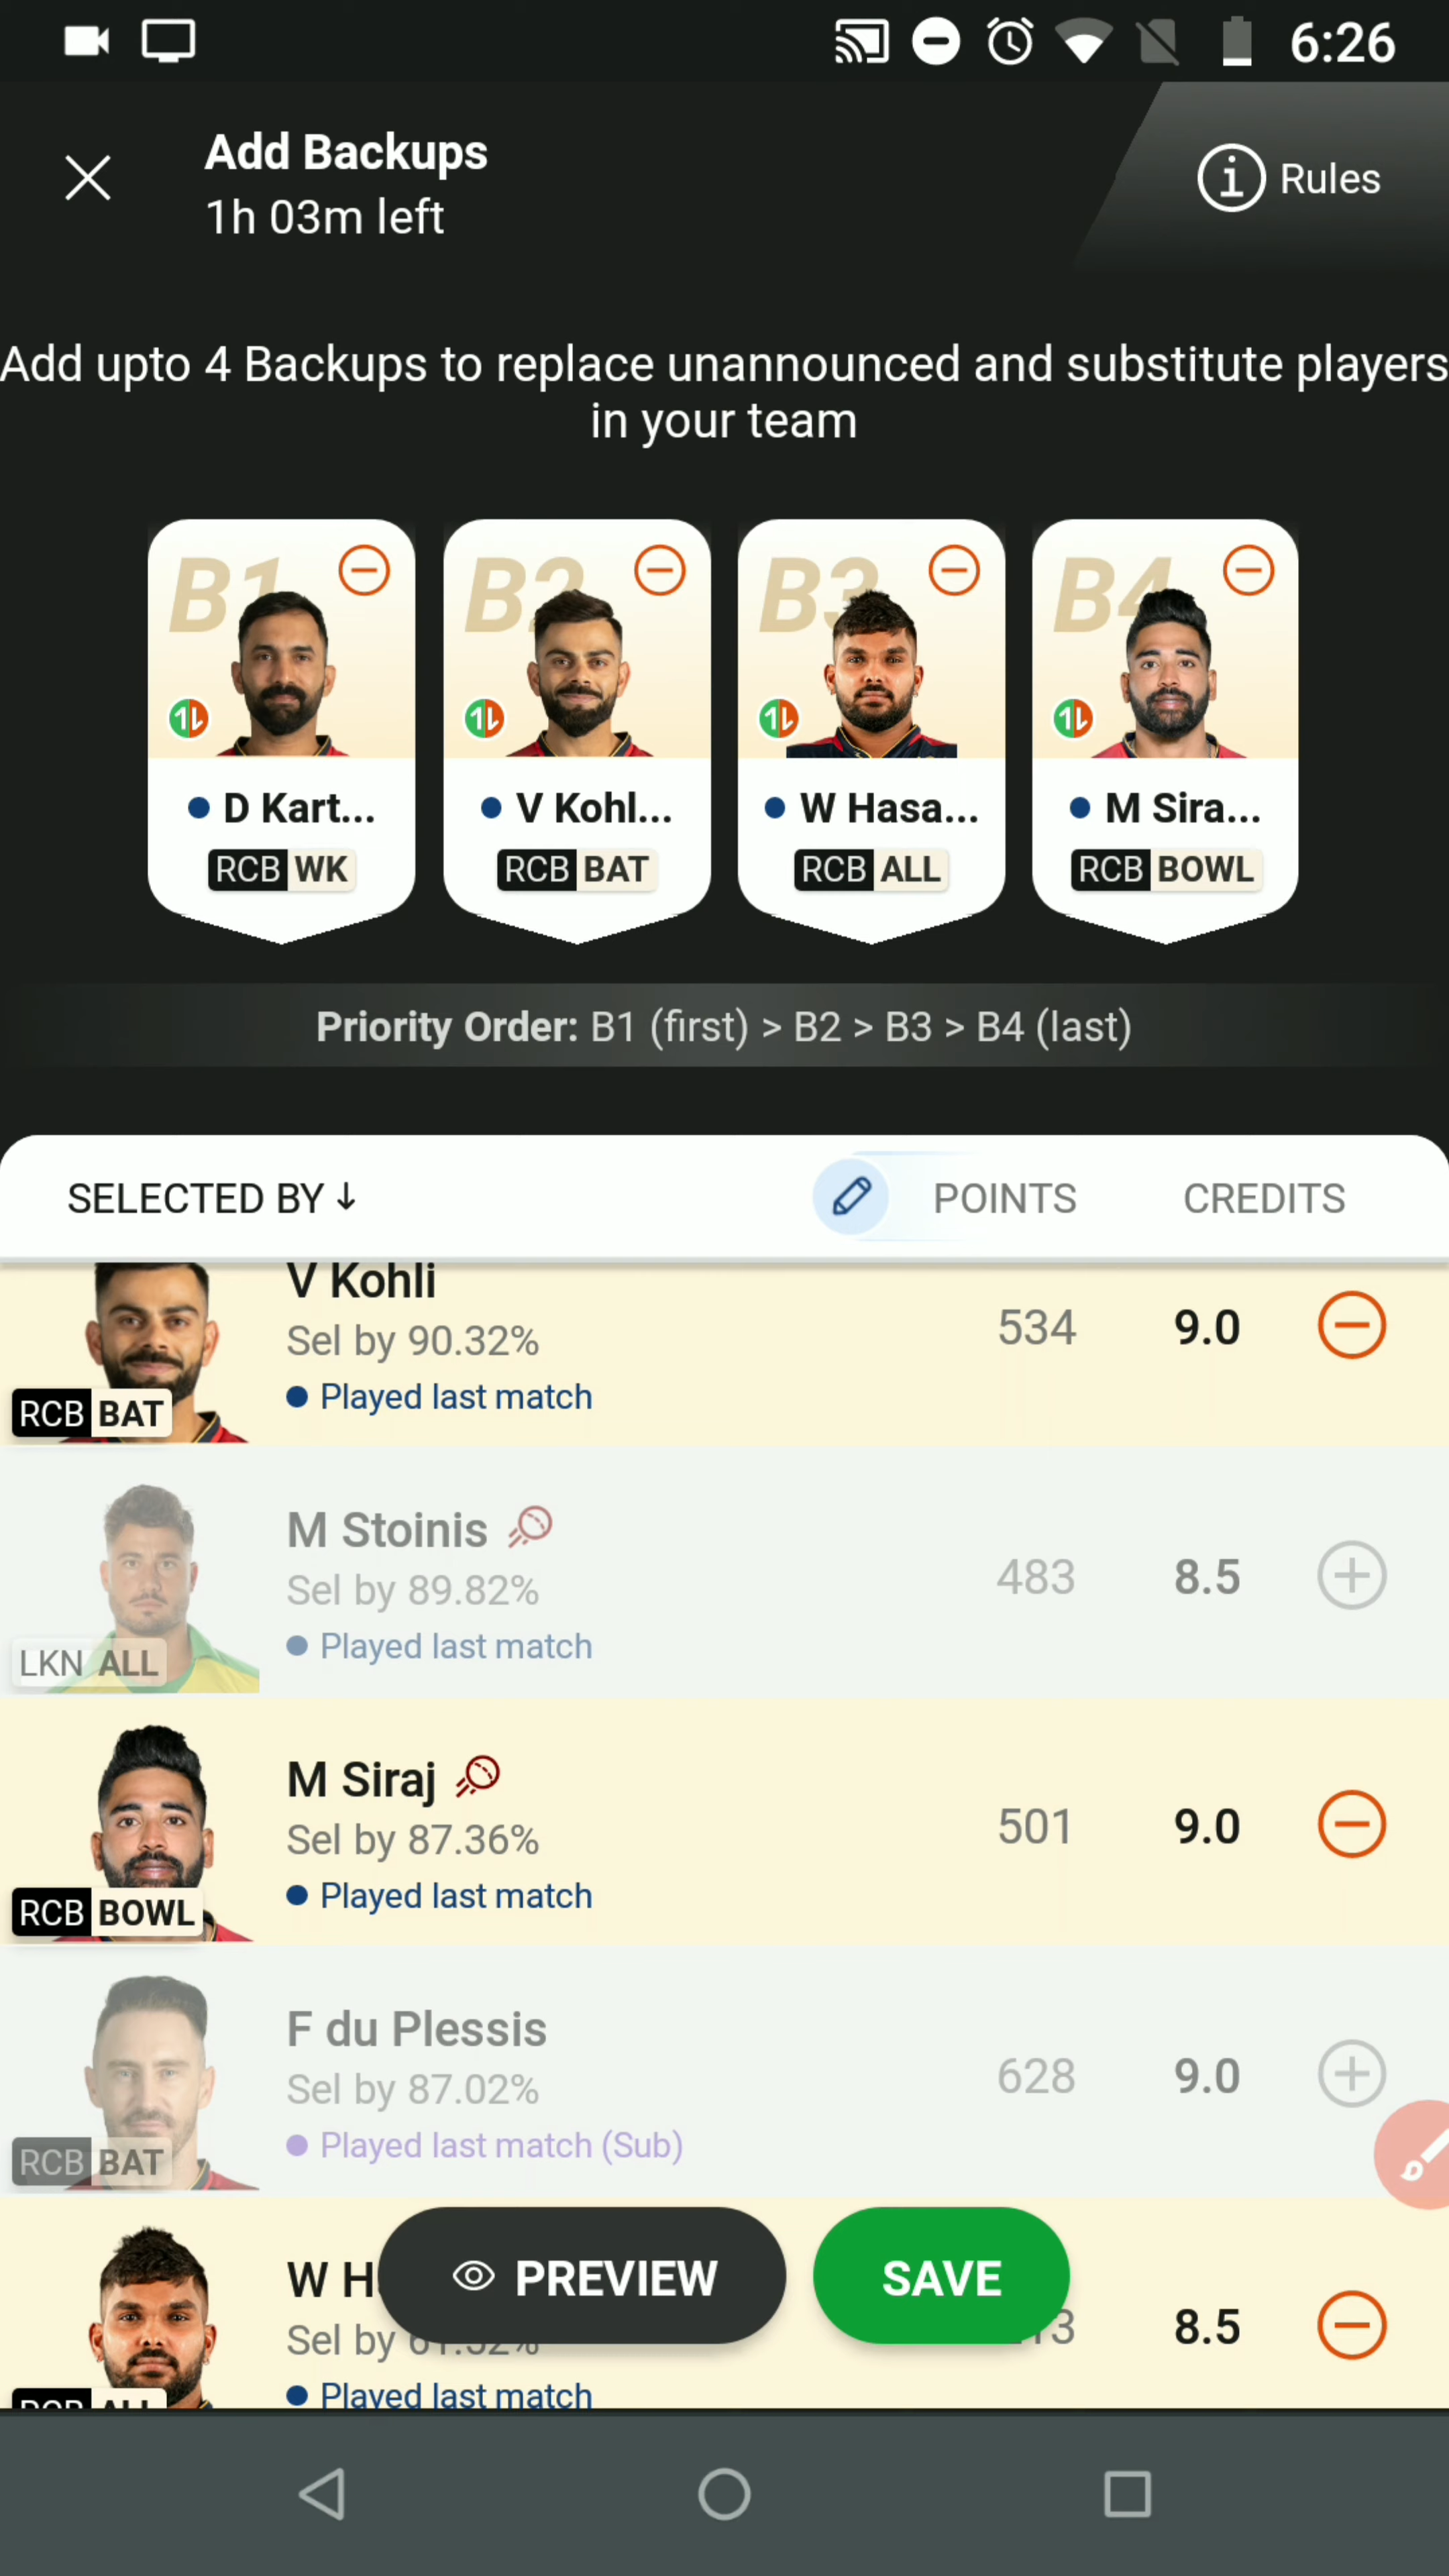 6:26
Add Backups
1h 03m left
Rules
Add upto 4 Backups to replace unannounced and substitute players
in your team
B1 B2 B3 B4
D Kart... V Kohl... W Hasa... M Sira...
RCB WK RCB BAT RCB ALL RCB BOWL
Priority Order: B1 (first) > B2 > B3 > B4 (last)
SELECTED BY ↓ POINTS CREDITS
V Kohli
Sel by 90.32%
534 9.0
Played last match
RCB BAT
M Stoinis
Sel by 89.82%
483 8.5
Played last match
LKN ALL
M Siraj
Sel by 87.36%
501 9.0
Played last match
RCB BOWL
F du Plessis
Sel by 87.02%
628 9.0
Played last match (Sub)
RCB BAT
W H
PREVIEW SAVE
Sel by
8.5
Played last match
RCB ALL